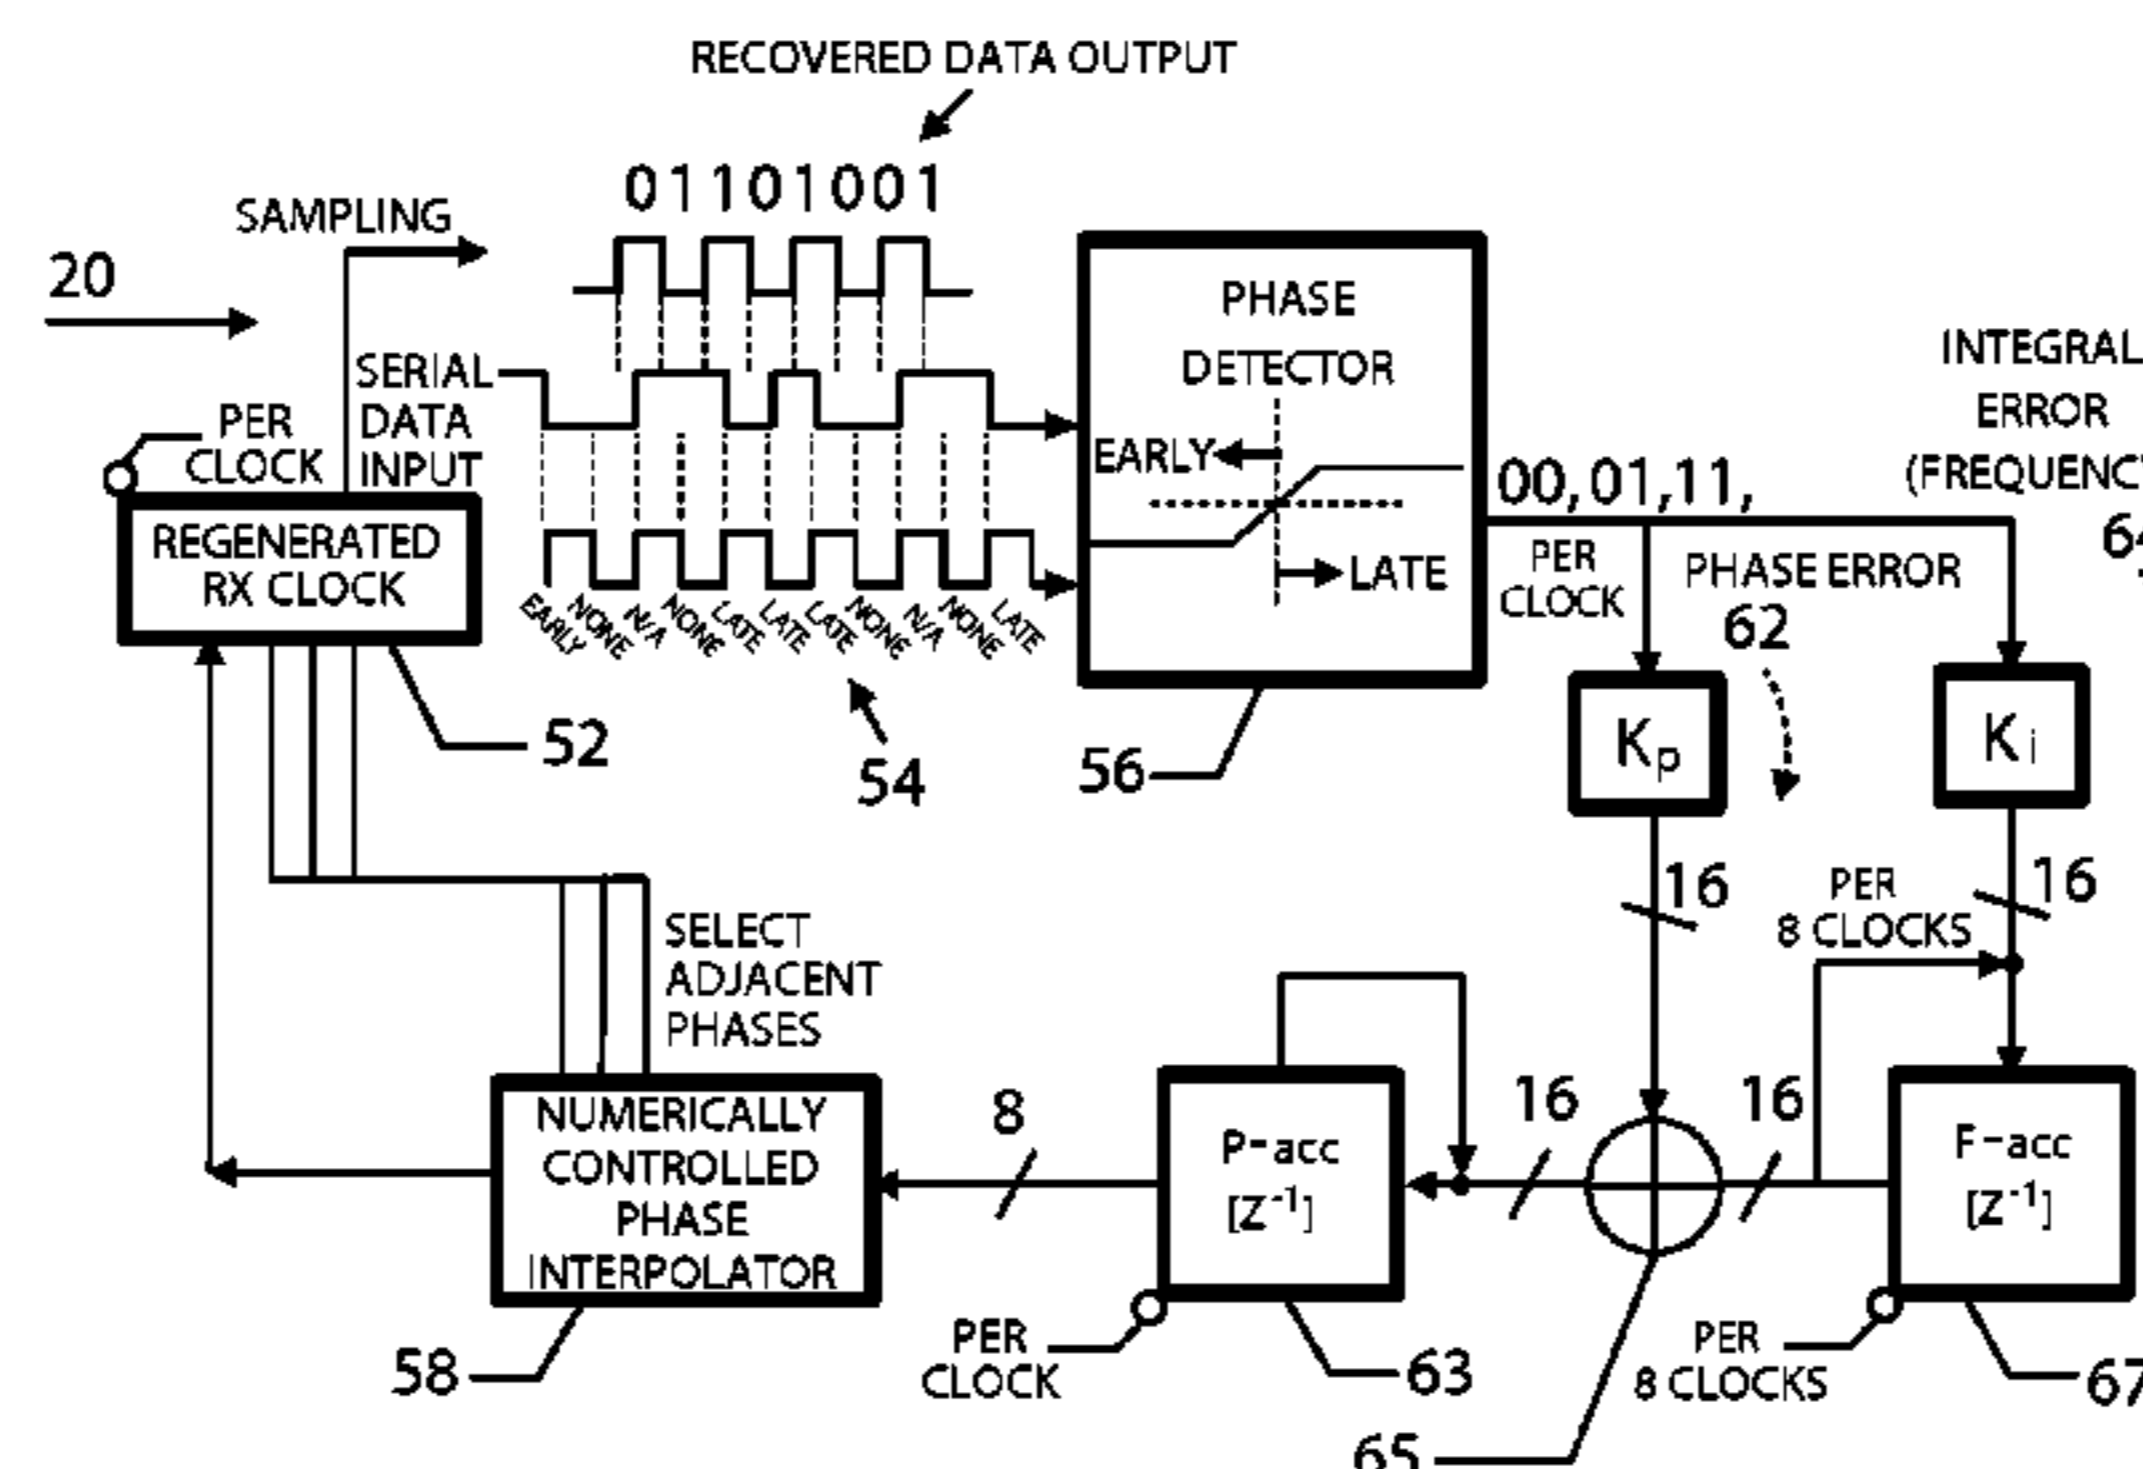 RECOVERED DATA OUTPUT
01101001
SAMPLING
20
SERIAL
DATA
INPUT
PER
CLOCK
REGENERATED
RX CLOCK
52
EARLY
NONE
N/A
NONE
LATE
LATE
LATE
NONE
N/A
NONE
LATE
54
PHASE
DETECTOR
EARLY
LATE
56
00,01,11,
PER
CLOCK
PHASE ERROR
62
INTEGRAL
ERROR
(FREQUENCY
64
Kp
Ki
16
PER
8 CLOCKS
16
SELECT
ADJACENT
PHASES
NUMERICALLY
CONTROLLED
PHASE
INTERPOLATOR
58
8
P-acc
[Z-1]
PER
CLOCK
63
16
65
16
F-acc
[Z-1]
PER
8 CLOCKS
67